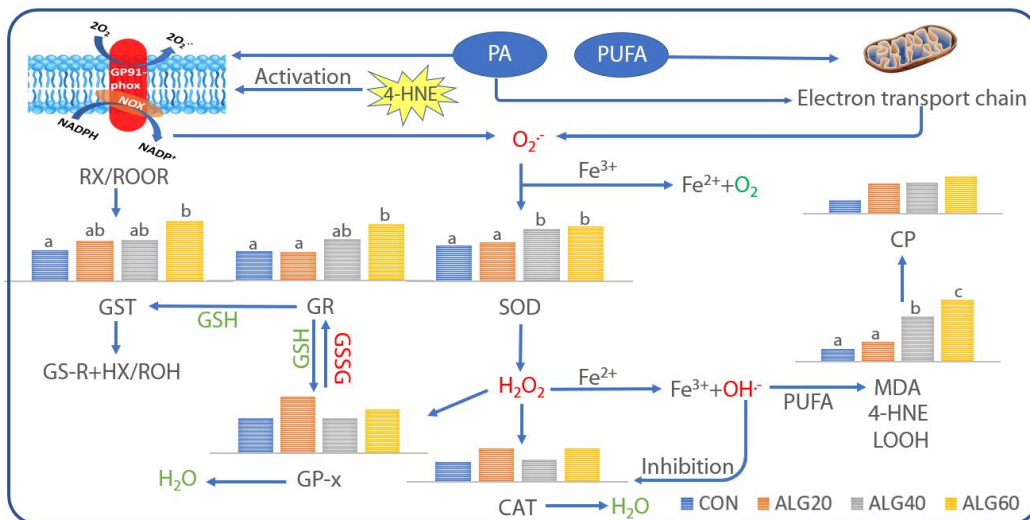 2O₂
2O₂·⁻
GP91-
phox
NOX
NADPH
NADP⁺
PA
PUFA
Activation
4-HNE
Electron transport chain
O₂·⁻
RX/ROOR
Fe³⁺
Fe²⁺+O₂
a
ab
ab
b
a
a
ab
b
a
a
b
b
CP
GST
GSH
GR
SOD
a
a
b
c
GSH
GSSG
GS-R+HX/ROH
H₂O₂
Fe²⁺
Fe³⁺+OH·⁻
PUFA
MDA
4-HNE
LOOH
H₂O
GP-x
Inhibition
CAT
H₂O
CON
ALG20
ALG40
ALG60